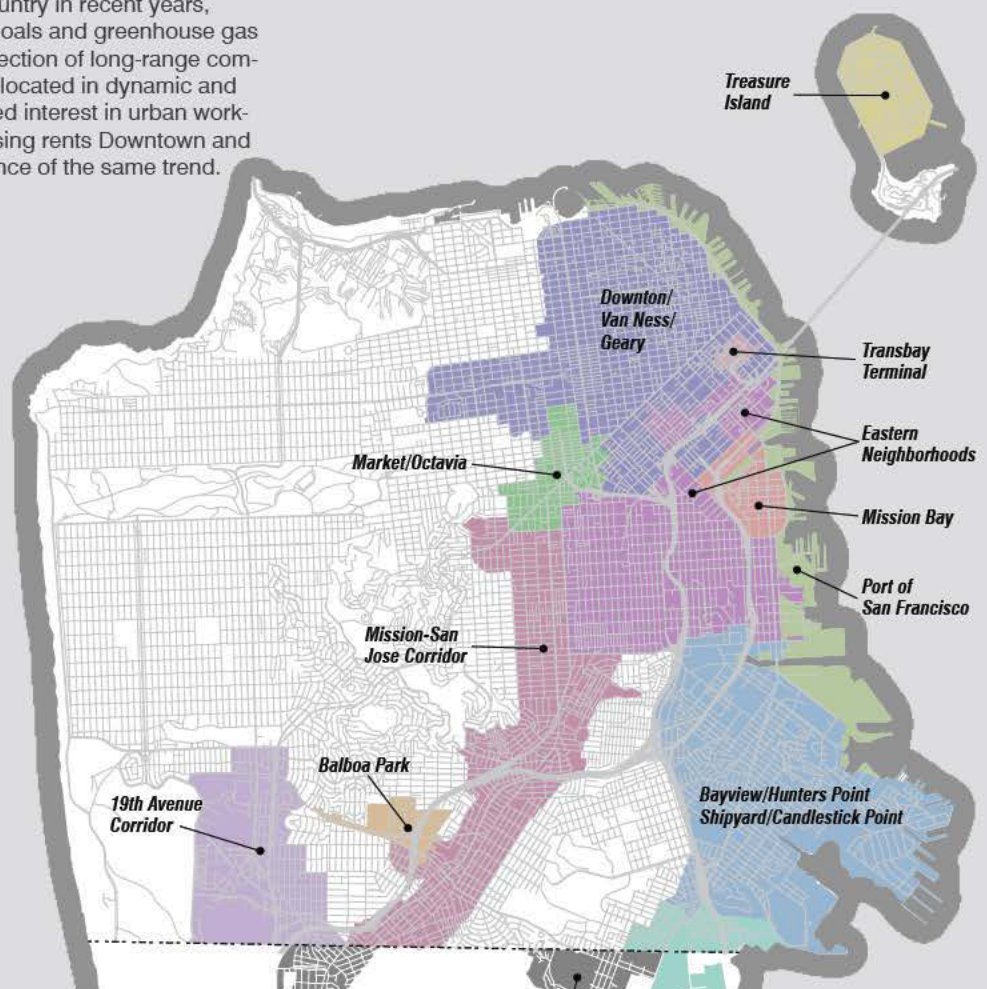 untry in recent years,
oals and greenhouse gas
ection of long-range com-
located in dynamic and
ed interest in urban work-
sing rents Downtown and
nce of the same trend.
Treasure
Island
Downton/
Van Ness/
Geary
Transbay
Terminal
Eastern
Neighborhoods
Market/Octavia
Mission Bay
Port of
San Francisco
Mission-San
Jose Corridor
Balboa Park
19th Avenue
Corridor
Bayview/Hunters Point
Shipyard/Candlestick Point